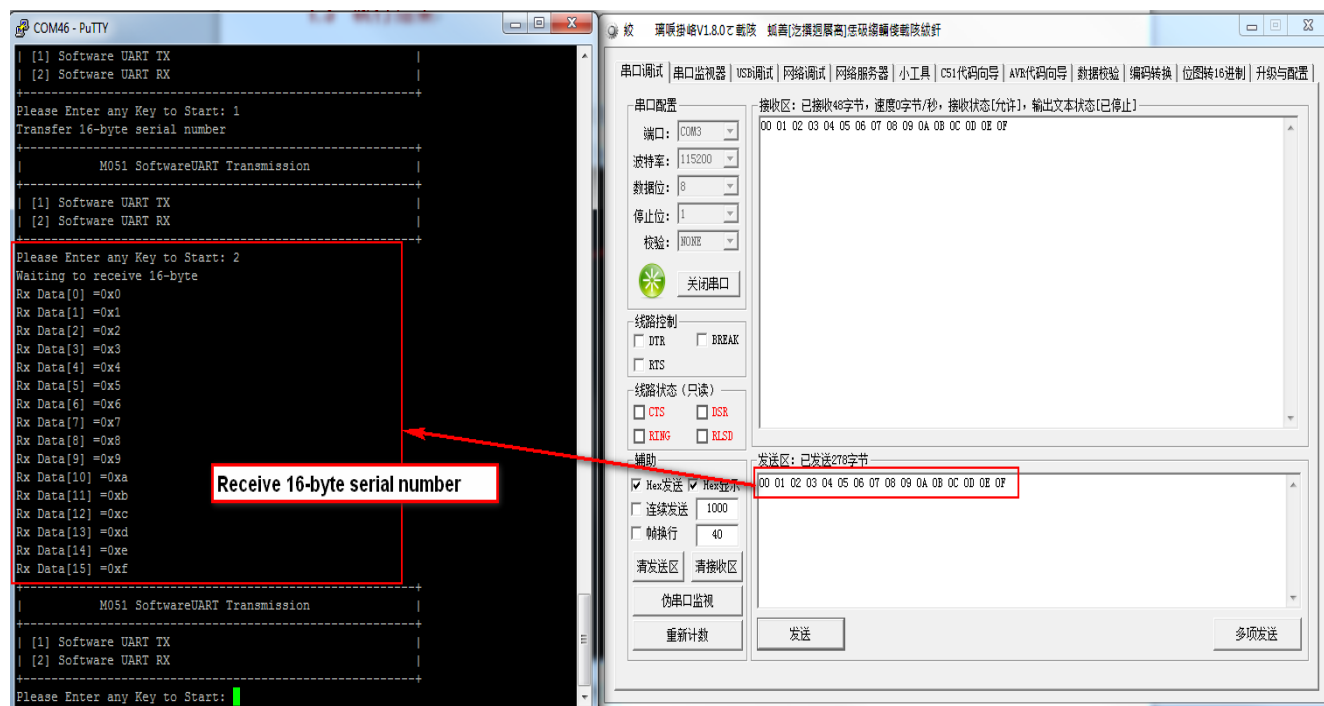 COM46 - PuTTY
| [1] Software UART TX |
| [2] Software UART RX |
+--------------------------------------------------------+
Please Enter any Key to Start: 1
Transfer 16-byte serial number
+--------------------------------------------------------+
| M051 SoftwareUART Transmission |
+--------------------------------------------------------+
| [1] Software UART TX |
| [2] Software UART RX |
+--------------------------------------------------------+
Please Enter any Key to Start: 2
Waiting to receive 16-byte
Rx Data[0] =0x0
Rx Data[1] =0x1
Rx Data[2] =0x2
Rx Data[3] =0x3
Rx Data[4] =0x4
Rx Data[5] =0x5
Rx Data[6] =0x6
Rx Data[7] =0x7
Rx Data[8] =0x8
Rx Data[9] =0x9
Rx Data[10] =0xa
Rx Data[11] =0xb
Rx Data[12] =0xc
Rx Data[13] =0xd
Rx Data[14] =0xe
Rx Data[15] =0xf
+--------------------------------------------------------+
| M051 SoftwareUART Transmission |
+--------------------------------------------------------+
| [1] Software UART TX |
| [2] Software UART RX |
+--------------------------------------------------------+
Please Enter any Key to Start:
Receive 16-byte serial number
V1.8.0
串口调试 串口监视器 USB调试 网络调试 网络服务器 小工具 C51代码向导 AVR代码向导 数据校验 编码转换 位图转16进制 升级与配置
串口配置
端口: COM3
波特率: 115200
数据位: 8
停止位: 1
校验: NONE
关闭串口
线路控制
DTR BREAK
RTS
线路状态（只读）
CTS DSR
RING RLSD
辅助
Hex发送 Hex显示
连续发送 1000
帧换行 40
清发送区 清接收区
伪串口监视
重新计数
接收区：已接收48字节，速度0字节/秒，接收状态[允许]，输出文本状态[已停止]
00 01 02 03 04 05 06 07 08 09 0A 0B 0C 0D 0E 0F
发送区：已发送278字节
00 01 02 03 04 05 06 07 08 09 0A 0B 0C 0D 0E 0F
发送
多项发送